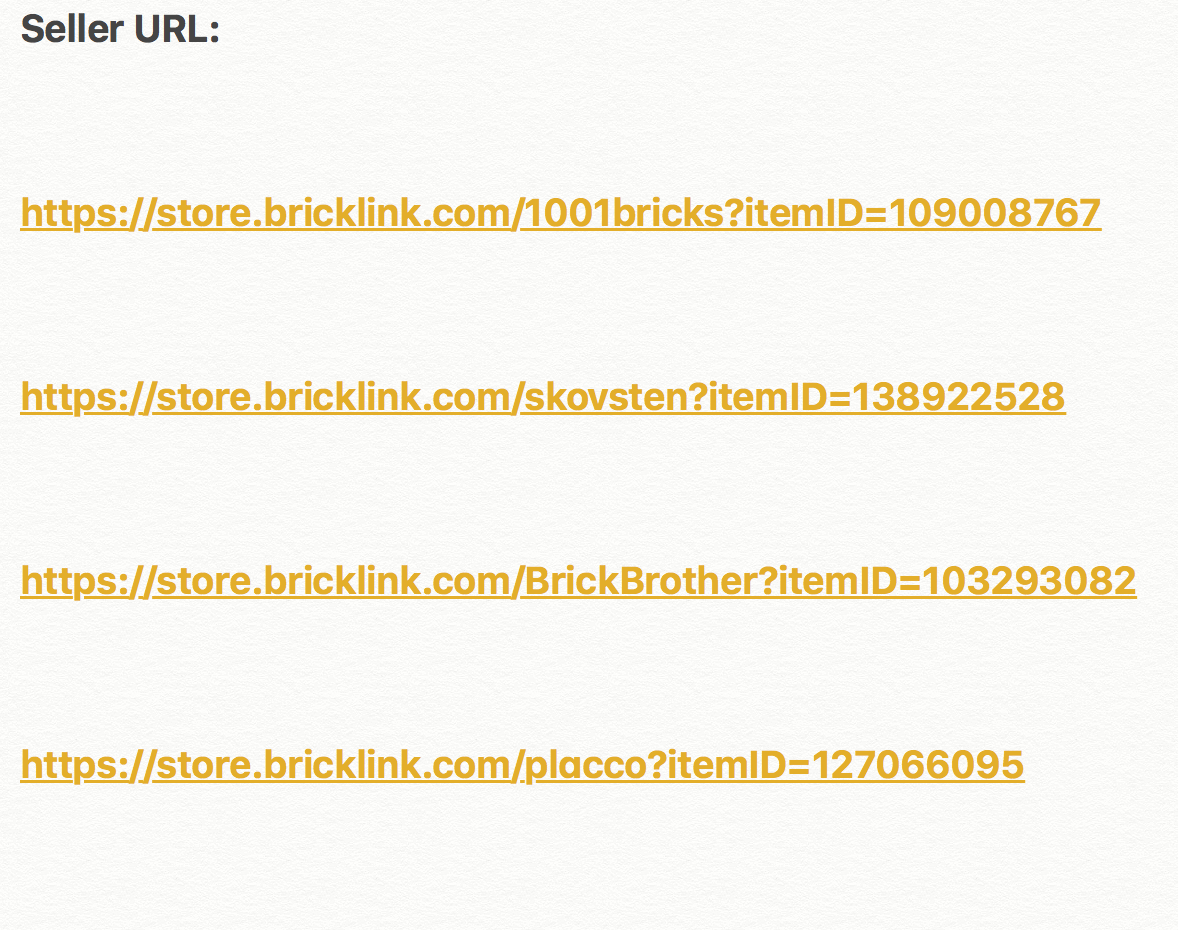 Seller URL:
https://store.bricklink.com/1001bricks?itemID=109008767
https://store.bricklink.com/skovsten?itemID=138922528
https://store.bricklink.com/BrickBrother?itemID=103293082
https://store.bricklink.com/placco?itemID=127066095